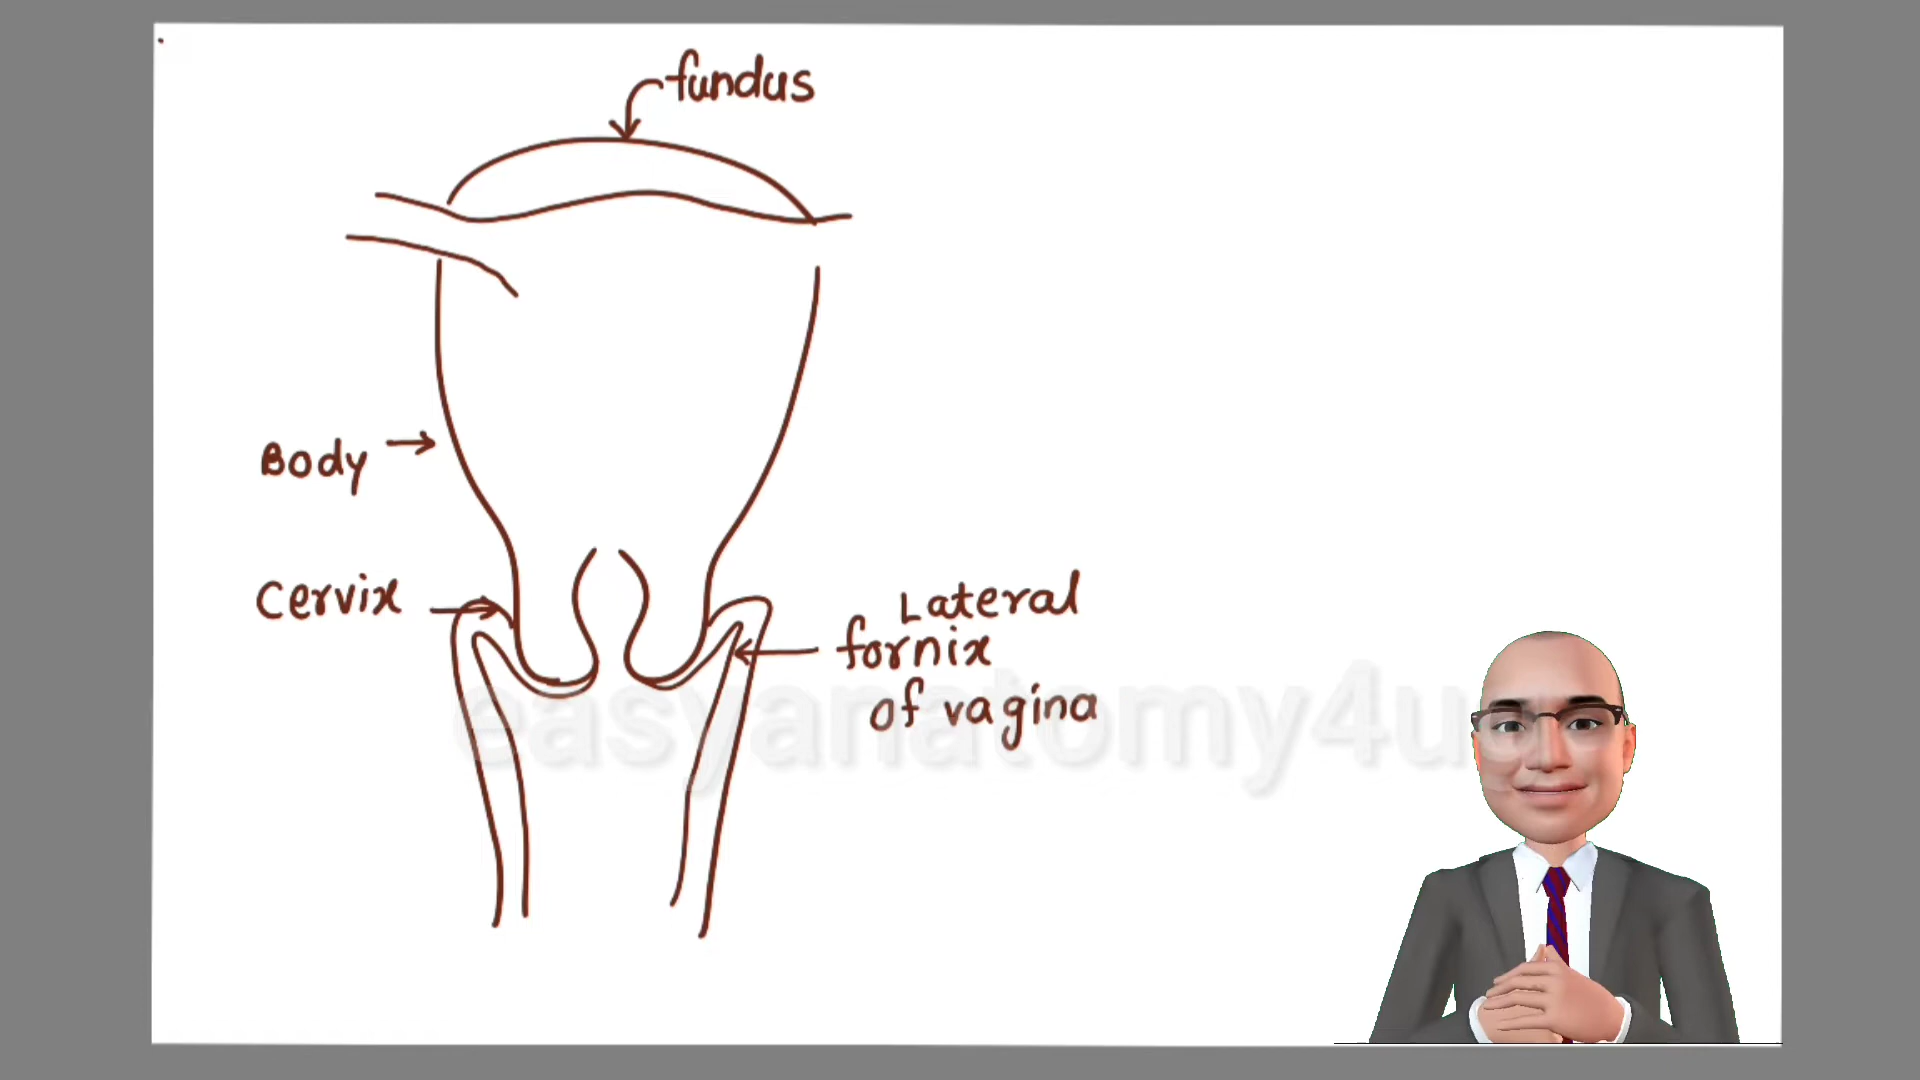 fundus
Body
Cervix
Lateral
fornix
of vagina
easyanatomy4u